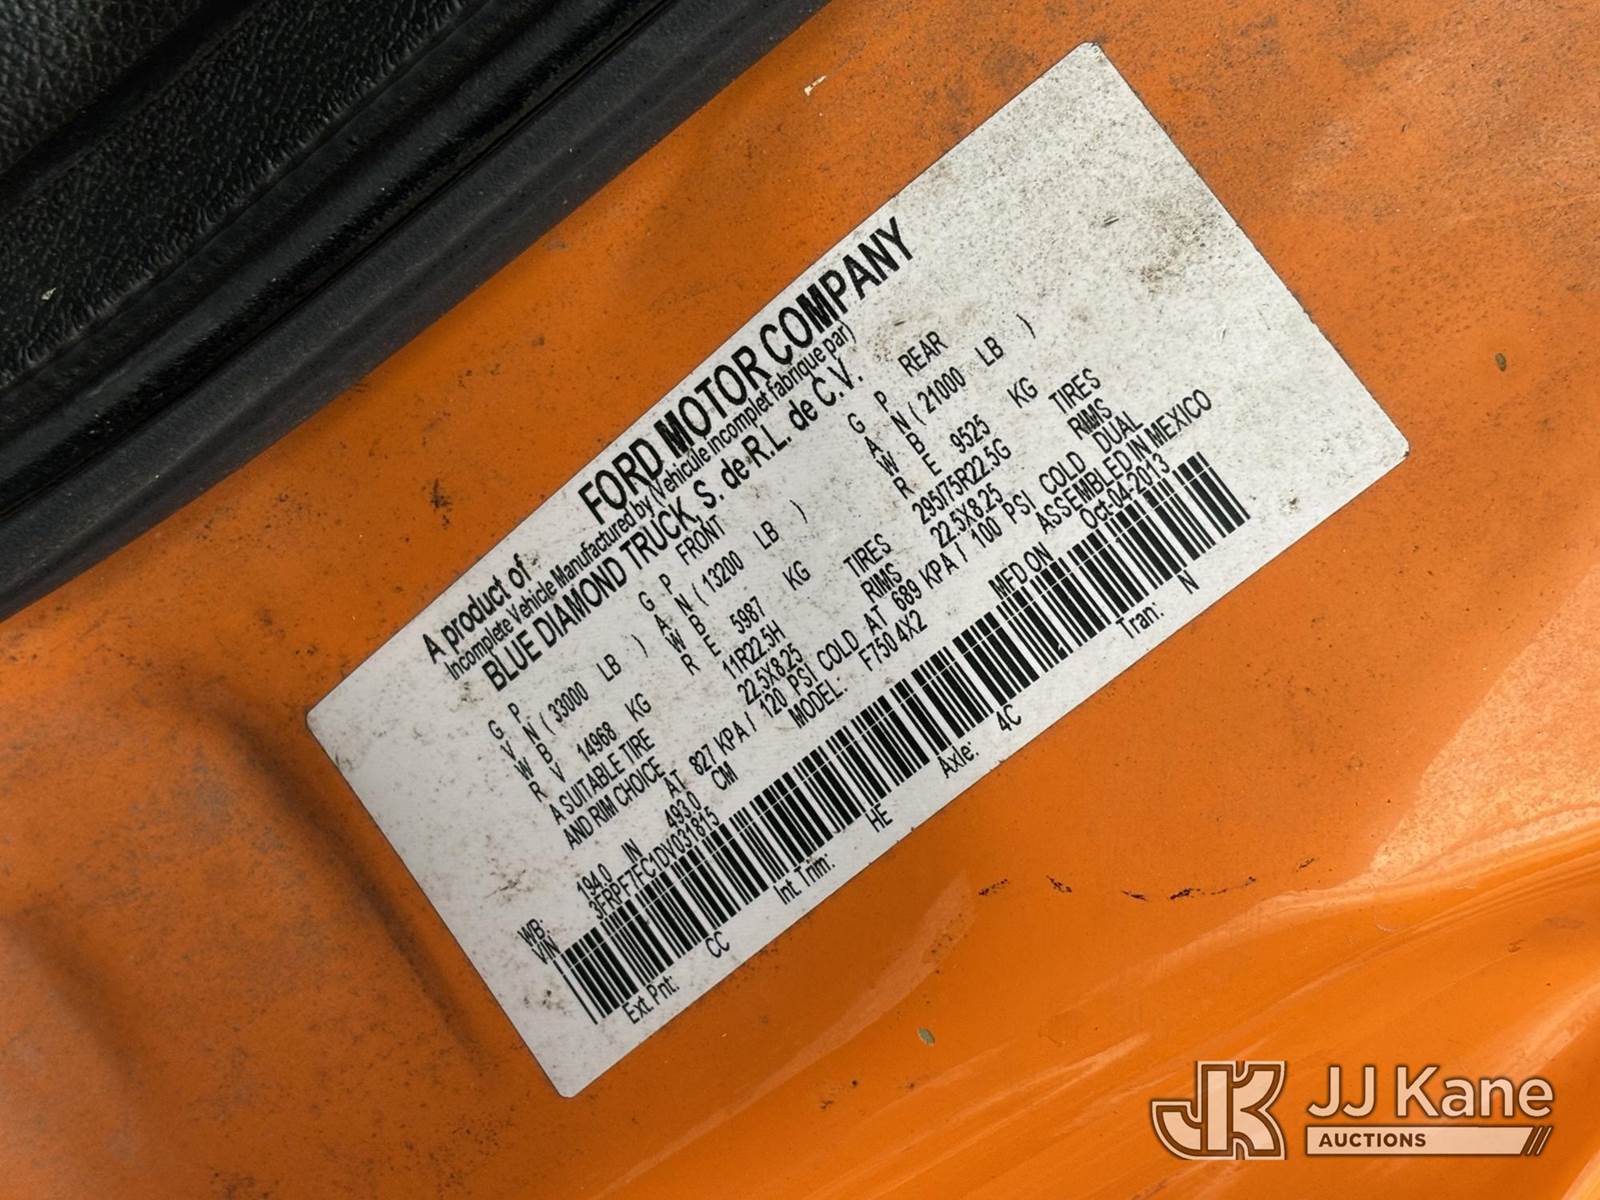 A product of FORD MOTOR COMPANY
Incomplete Vehicle Manufactured by (Vehicule incomplet fabrique par)
BLUE DIAMOND TRUCK, S. de R.L. de C.V.
G P G P FRONT G P REAR
V N ( 33000 LB ) A N ( 13200 LB ) A N ( 21000 LB )
W B W B W B
R V 14968 KG R E 5987 KG R E 9525 KG
A SUITABLE TIRE 11R22.5H TIRES 295/75R22.5G TIRES
AND RIM CHOICE 22.5X8.25 RIMS 22.5X8.25 RIMS
AT 827 KPA / 120 PSI COLD AT 689 KPA / 100 PSI COLD DUAL
WB: 194.0 IN 493.0 CM MODEL: F750 4X2 ASSEMBLED IN MEXICO
VIN 3FRPF7FC1DV031815 MFD ON Oct-04-2013
Ext Pnt: CC Int Trim: HE Axle: 4C Tran: N
JK JJ Kane
AUCTIONS